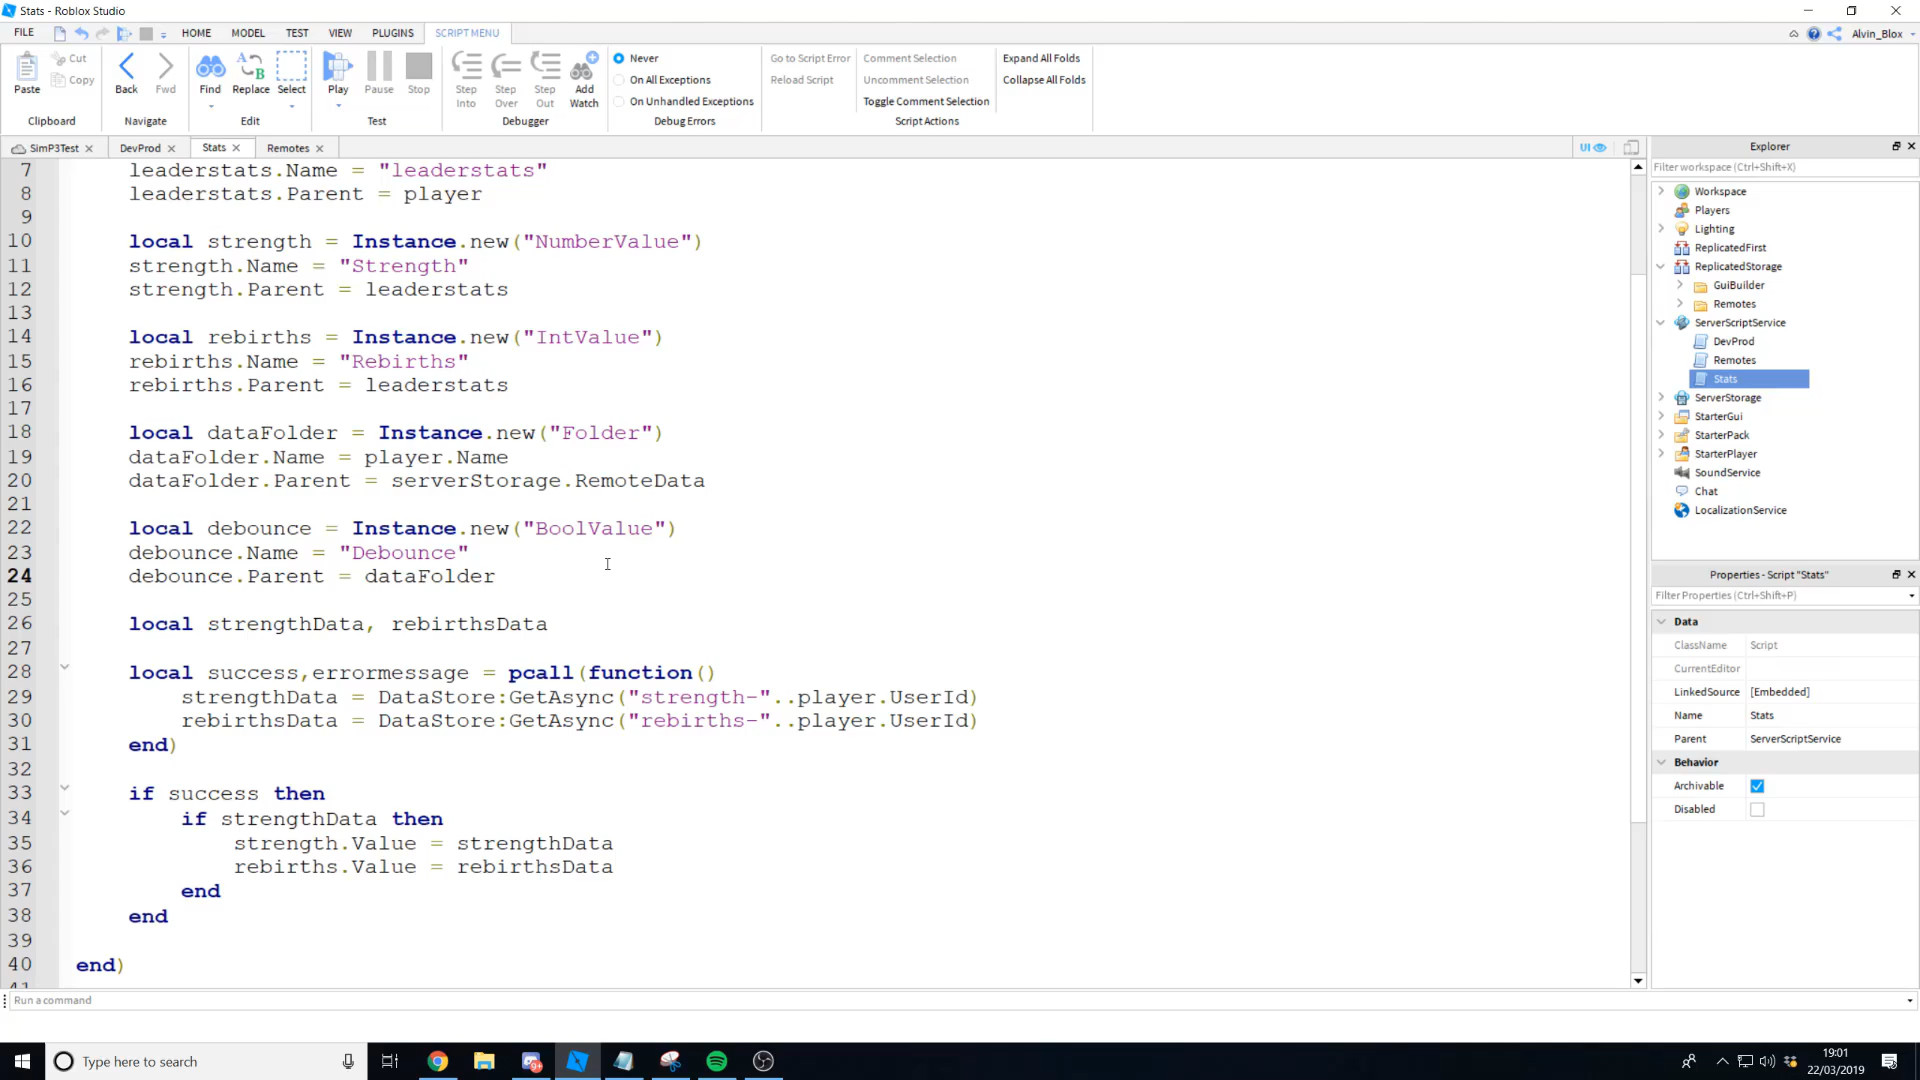 Stats - Roblox Studio
FILE HOME MODEL TEST VIEW PLUGINS SCRIPT MENU Alvin_Blox
Paste Cut Copy Back Fwd Find Replace Select Play Pause Stop Step Into Step Over Step Out Add Watch
Never
On All Exceptions
On Unhandled Exceptions
Go to Script Error
Reload Script
Comment Selection
Uncomment Selection
Toggle Comment Selection
Expand All Folds
Collapse All Folds
Clipboard Navigate Edit Test Debugger Debug Errors Script Actions
SimP3Test DevProd Stats Remotes UI
7 leaderstats.Name = "leaderstats"
8 leaderstats.Parent = player
9
10 local strength = Instance.new("NumberValue")
11 strength.Name = "Strength"
12 strength.Parent = leaderstats
13
14 local rebirths = Instance.new("IntValue")
15 rebirths.Name = "Rebirths"
16 rebirths.Parent = leaderstats
17
18 local dataFolder = Instance.new("Folder")
19 dataFolder.Name = player.Name
20 dataFolder.Parent = serverStorage.RemoteData
21
22 local debounce = Instance.new("BoolValue")
23 debounce.Name = "Debounce"
24 debounce.Parent = dataFolder
25
26 local strengthData, rebirthsData
27
28 local success,errormessage = pcall(function()
29 strengthData = DataStore:GetAsync("strength-"..player.UserId)
30 rebirthsData = DataStore:GetAsync("rebirths-"..player.UserId)
31 end)
32
33 if success then
34 if strengthData then
35 strength.Value = strengthData
36 rebirths.Value = rebirthsData
37 end
38 end
39
40 end)
41
Explorer
Filter workspace (Ctrl+Shift+X)
Workspace
Players
Lighting
ReplicatedFirst
ReplicatedStorage
GuiBuilder
Remotes
ServerScriptService
DevProd
Remotes
Stats
ServerStorage
StarterGui
StarterPack
StarterPlayer
SoundService
Chat
LocalizationService
Properties - Script "Stats"
Filter Properties (Ctrl+Shift+P)
Data
ClassName Script
CurrentEditor
LinkedSource [Embedded]
Name Stats
Parent ServerScriptService
Behavior
Archivable
Disabled
Run a command
Type here to search
19:01
22/03/2019